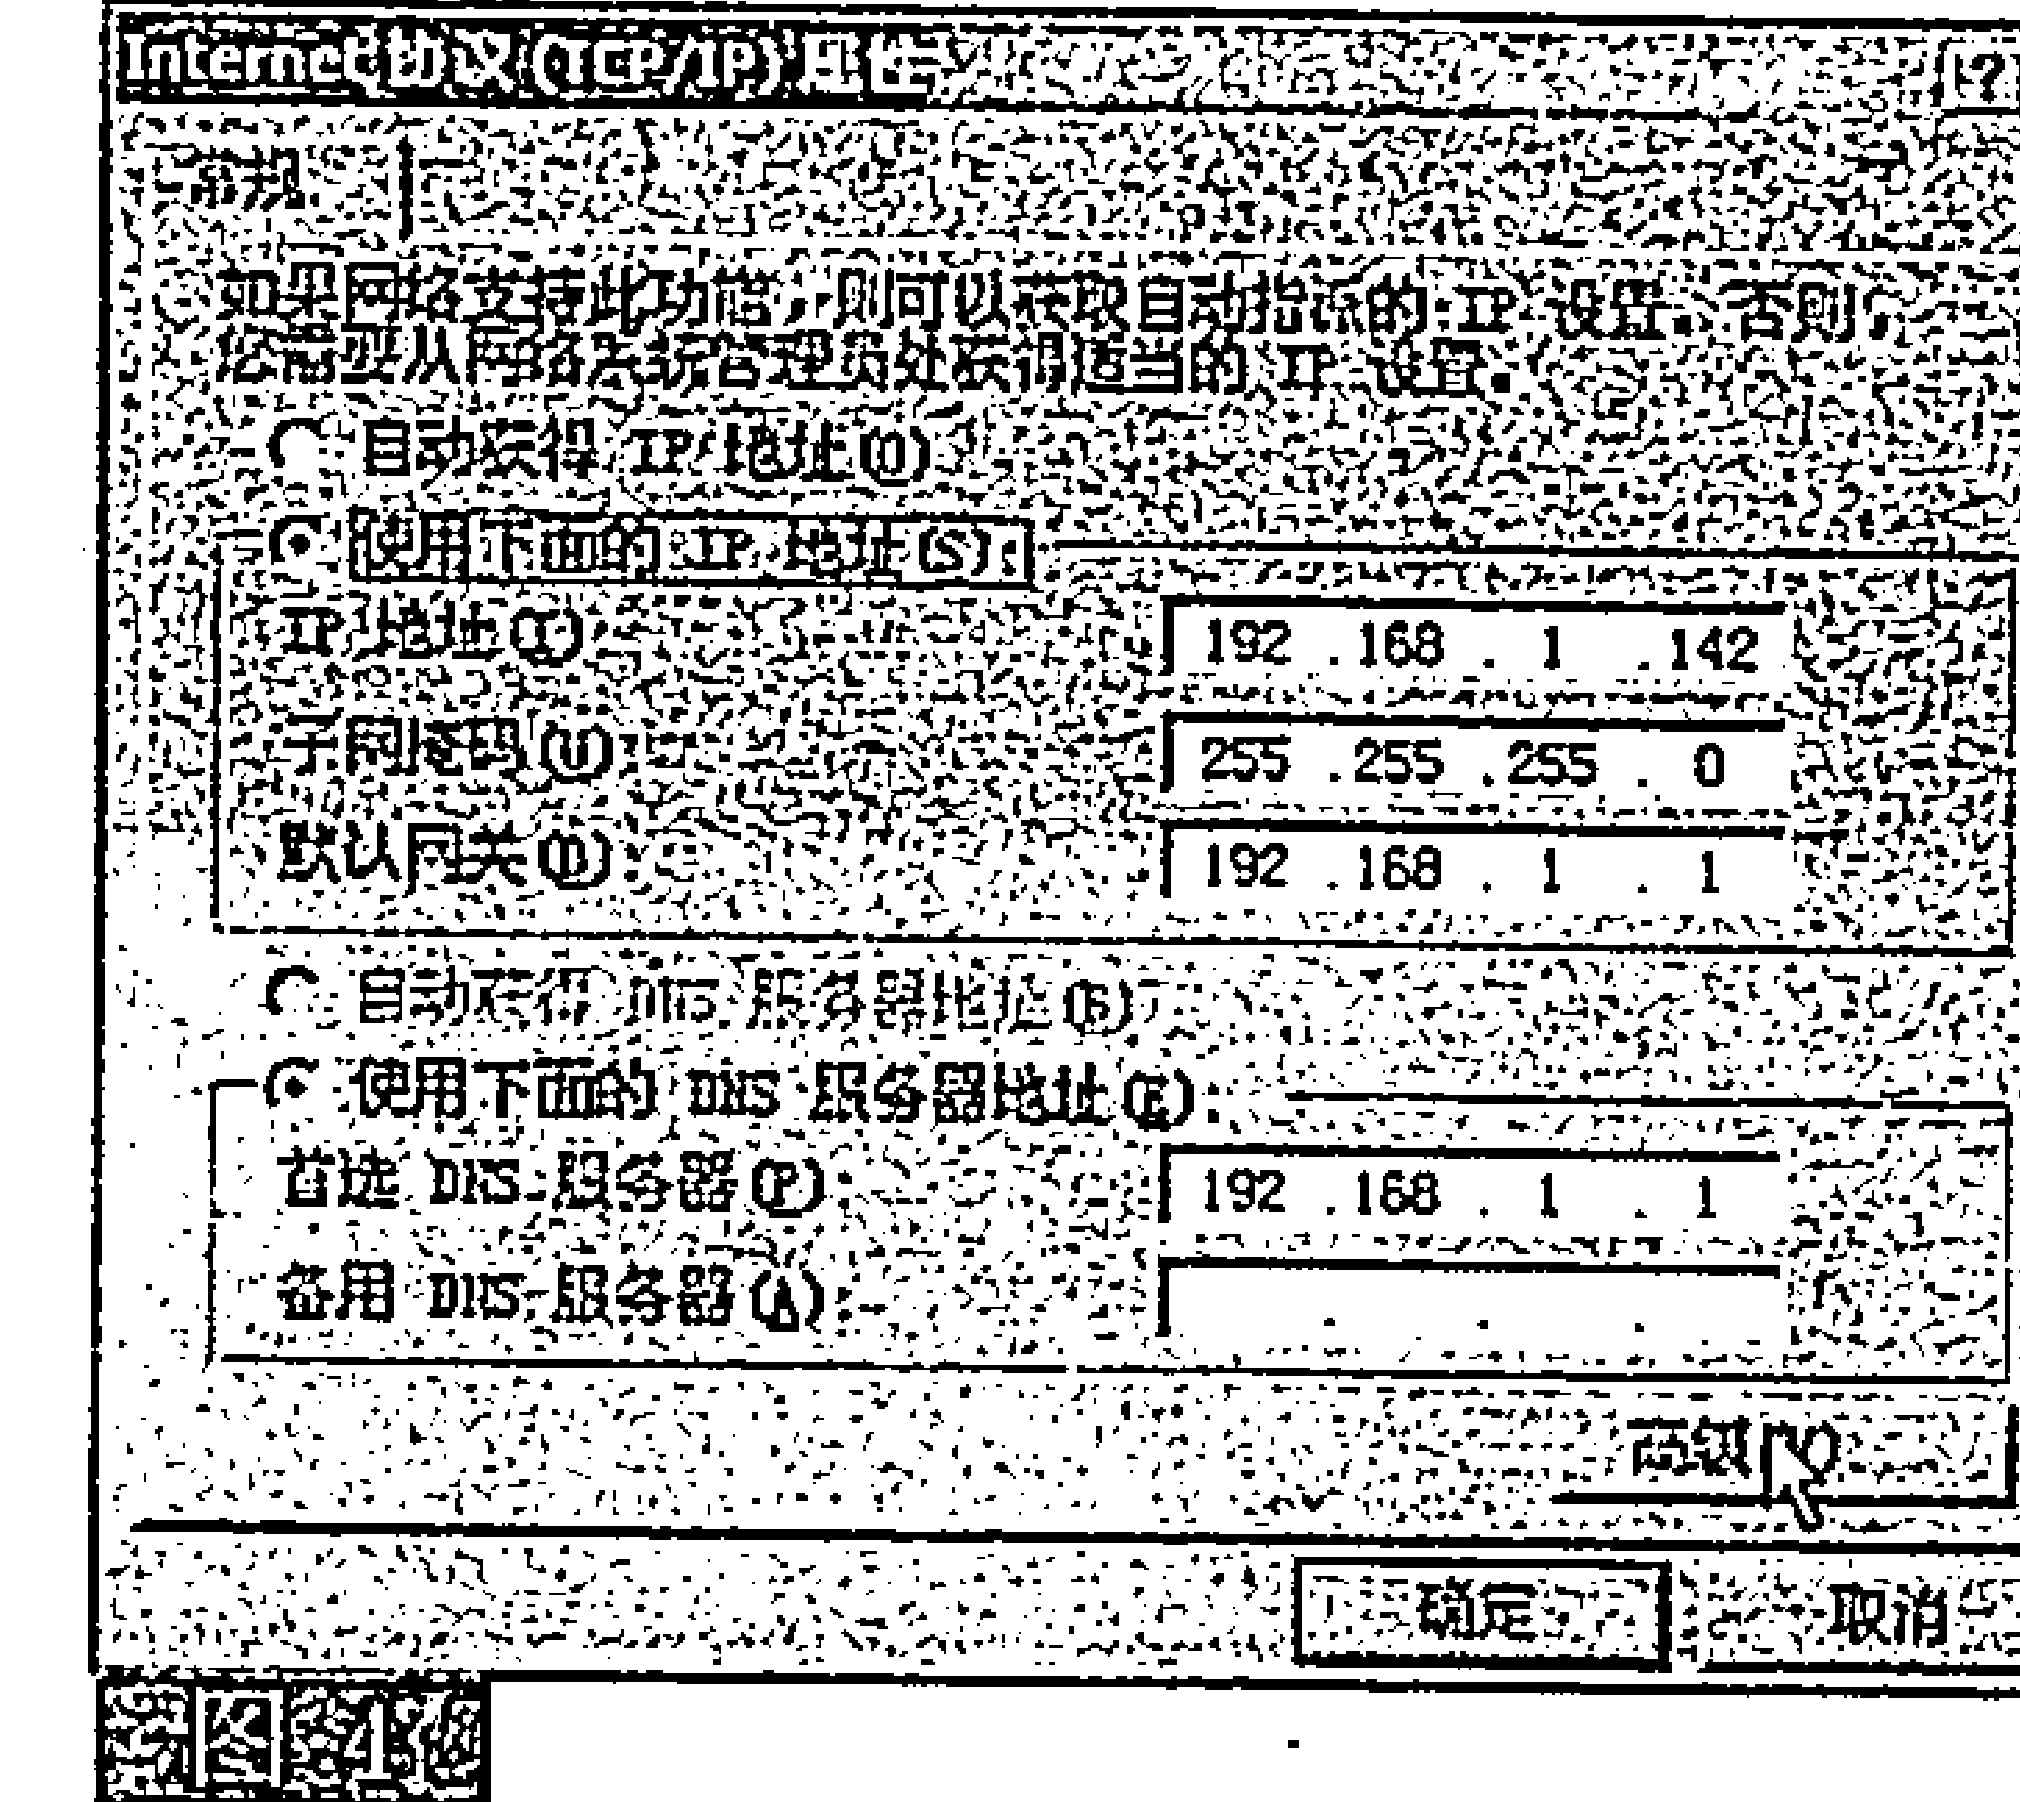 Internet 协议 (TCP/IP) 属性
?
常规
如果网络支持此功能，则可以获取自动指派的 IP 设置。否则，
您需要从网络系统管理员处获得适当的 IP 设置。
自动获得 IP 地址(O)
使用下面的 IP 地址(S):
IP 地址(I): 192 . 168 . 1 . 142
子网掩码(U): 255 . 255 . 255 . 0
默认网关(D): 192 . 168 . 1 . 1
自动获得 DNS 服务器地址(B)
使用下面的 DNS 服务器地址(E):
首选 DNS 服务器(P): 192 . 168 . 1 . 1
备用 DNS 服务器(A): . . .
高级
确定 取消
图 4